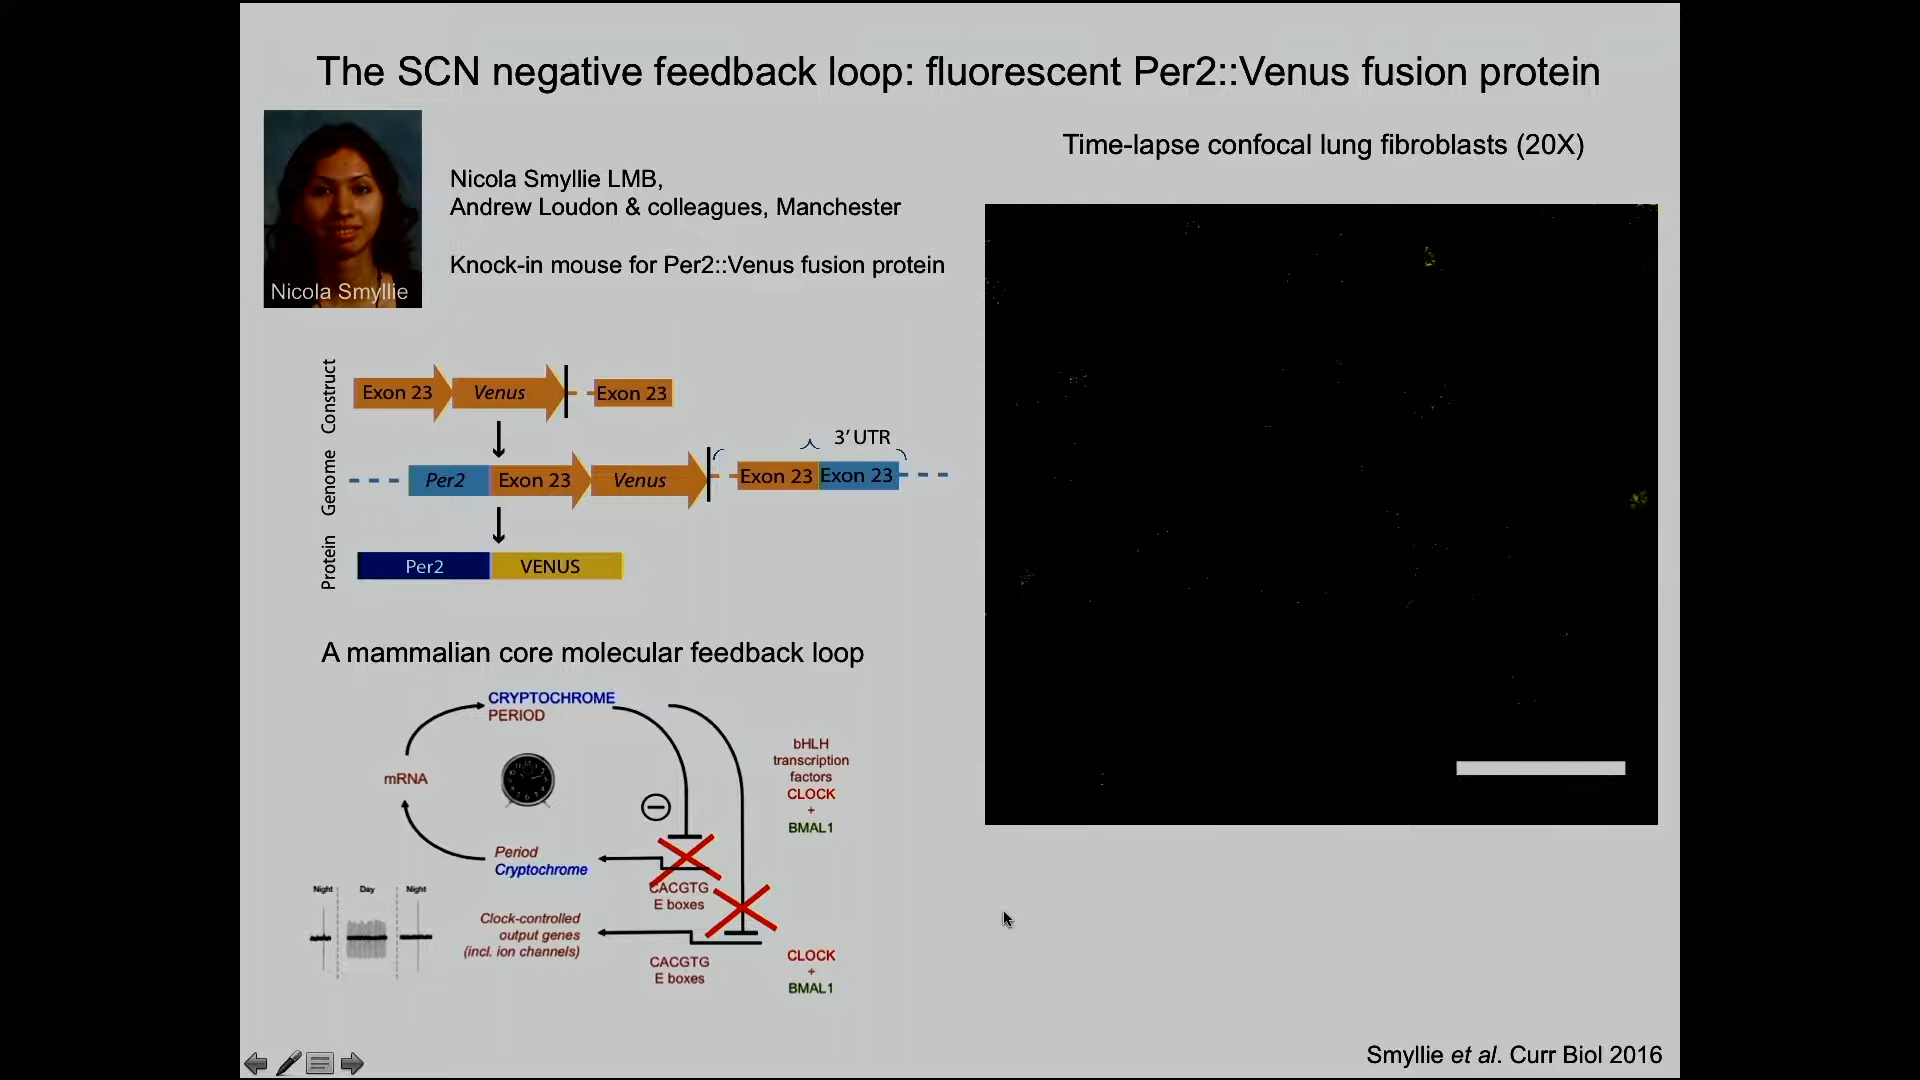 The SCN negative feedback loop: fluorescent Per2::Venus fusion protein
Nicola Smyllie
Nicola Smyllie LMB,
Andrew Loudon & colleagues, Manchester
Knock-in mouse for Per2::Venus fusion protein
Time-lapse confocal lung fibroblasts (20X)
Construct
Exon 23 Venus Exon 23
3' UTR
Genome
Per2 Exon 23 Venus Exon 23 Exon 23
Protein
Per2 VENUS
A mammalian core molecular feedback loop
CRYPTOCHROME
PERIOD
mRNA
bHLH
transcription
factors
CLOCK
+
BMAL1
Period
Cryptochrome
CACGTG
E boxes
Night Day Night
Clock-controlled
output genes
(incl. ion channels)
CACGTG
E boxes
CLOCK
+
BMAL1
Smyllie et al. Curr Biol 2016